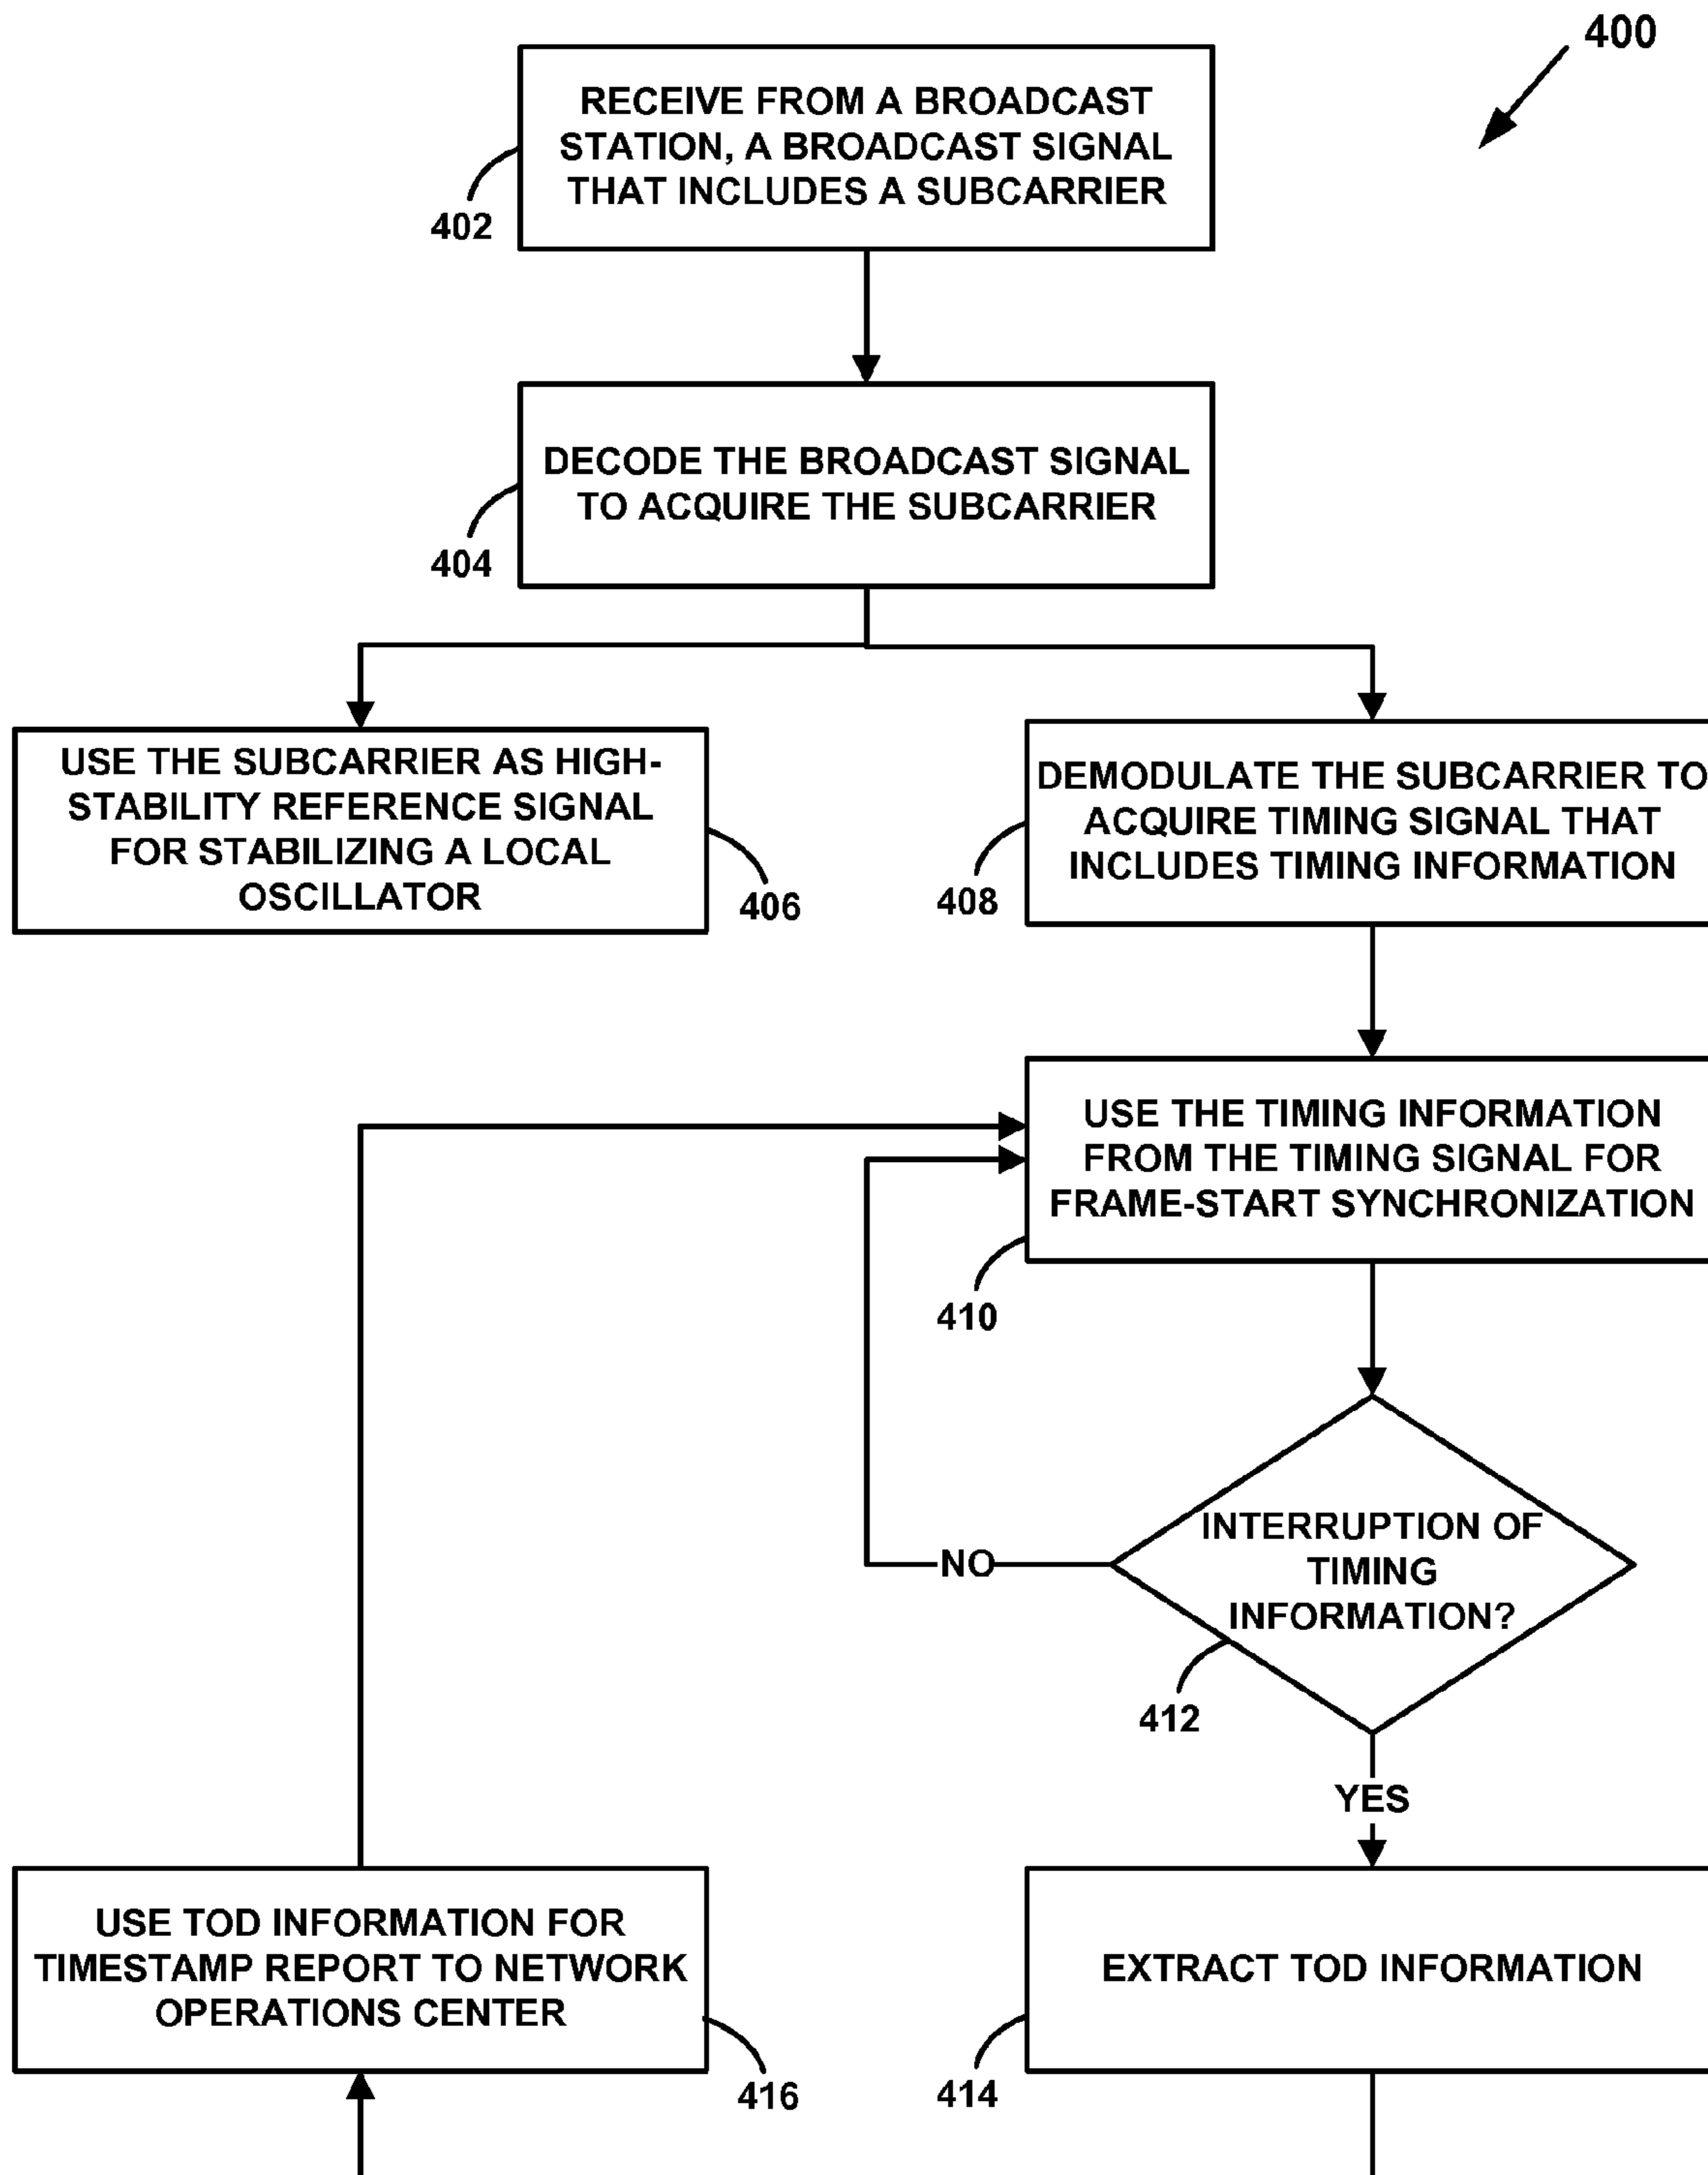 400
RECEIVE FROM A BROADCAST
STATION, A BROADCAST SIGNAL
THAT INCLUDES A SUBCARRIER
402
DECODE THE BROADCAST SIGNAL
TO ACQUIRE THE SUBCARRIER
404
USE THE SUBCARRIER AS HIGH-
STABILITY REFERENCE SIGNAL
FOR STABILIZING A LOCAL
OSCILLATOR
406
DEMODULATE THE SUBCARRIER TO
ACQUIRE TIMING SIGNAL THAT
INCLUDES TIMING INFORMATION
408
USE THE TIMING INFORMATION
FROM THE TIMING SIGNAL FOR
FRAME-START SYNCHRONIZATION
410
INTERRUPTION OF
TIMING
INFORMATION?
NO
412
YES
USE TOD INFORMATION FOR
TIMESTAMP REPORT TO NETWORK
OPERATIONS CENTER
416
EXTRACT TOD INFORMATION
414